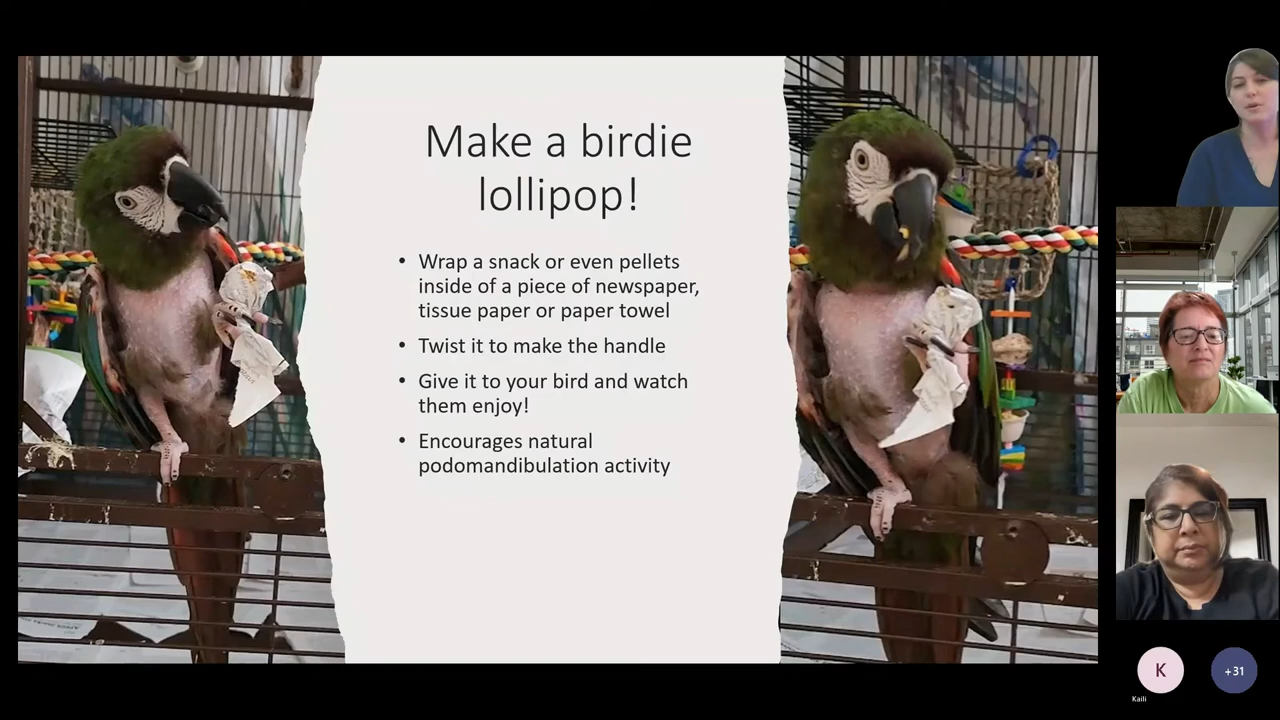 Make a birdie
lollipop!
• Wrap a snack or even pellets
inside of a piece of newspaper,
tissue paper or paper towel
• Twist it to make the handle
• Give it to your bird and watch
them enjoy!
• Encourages natural
podomandibulation activity
K
+31
Kaili